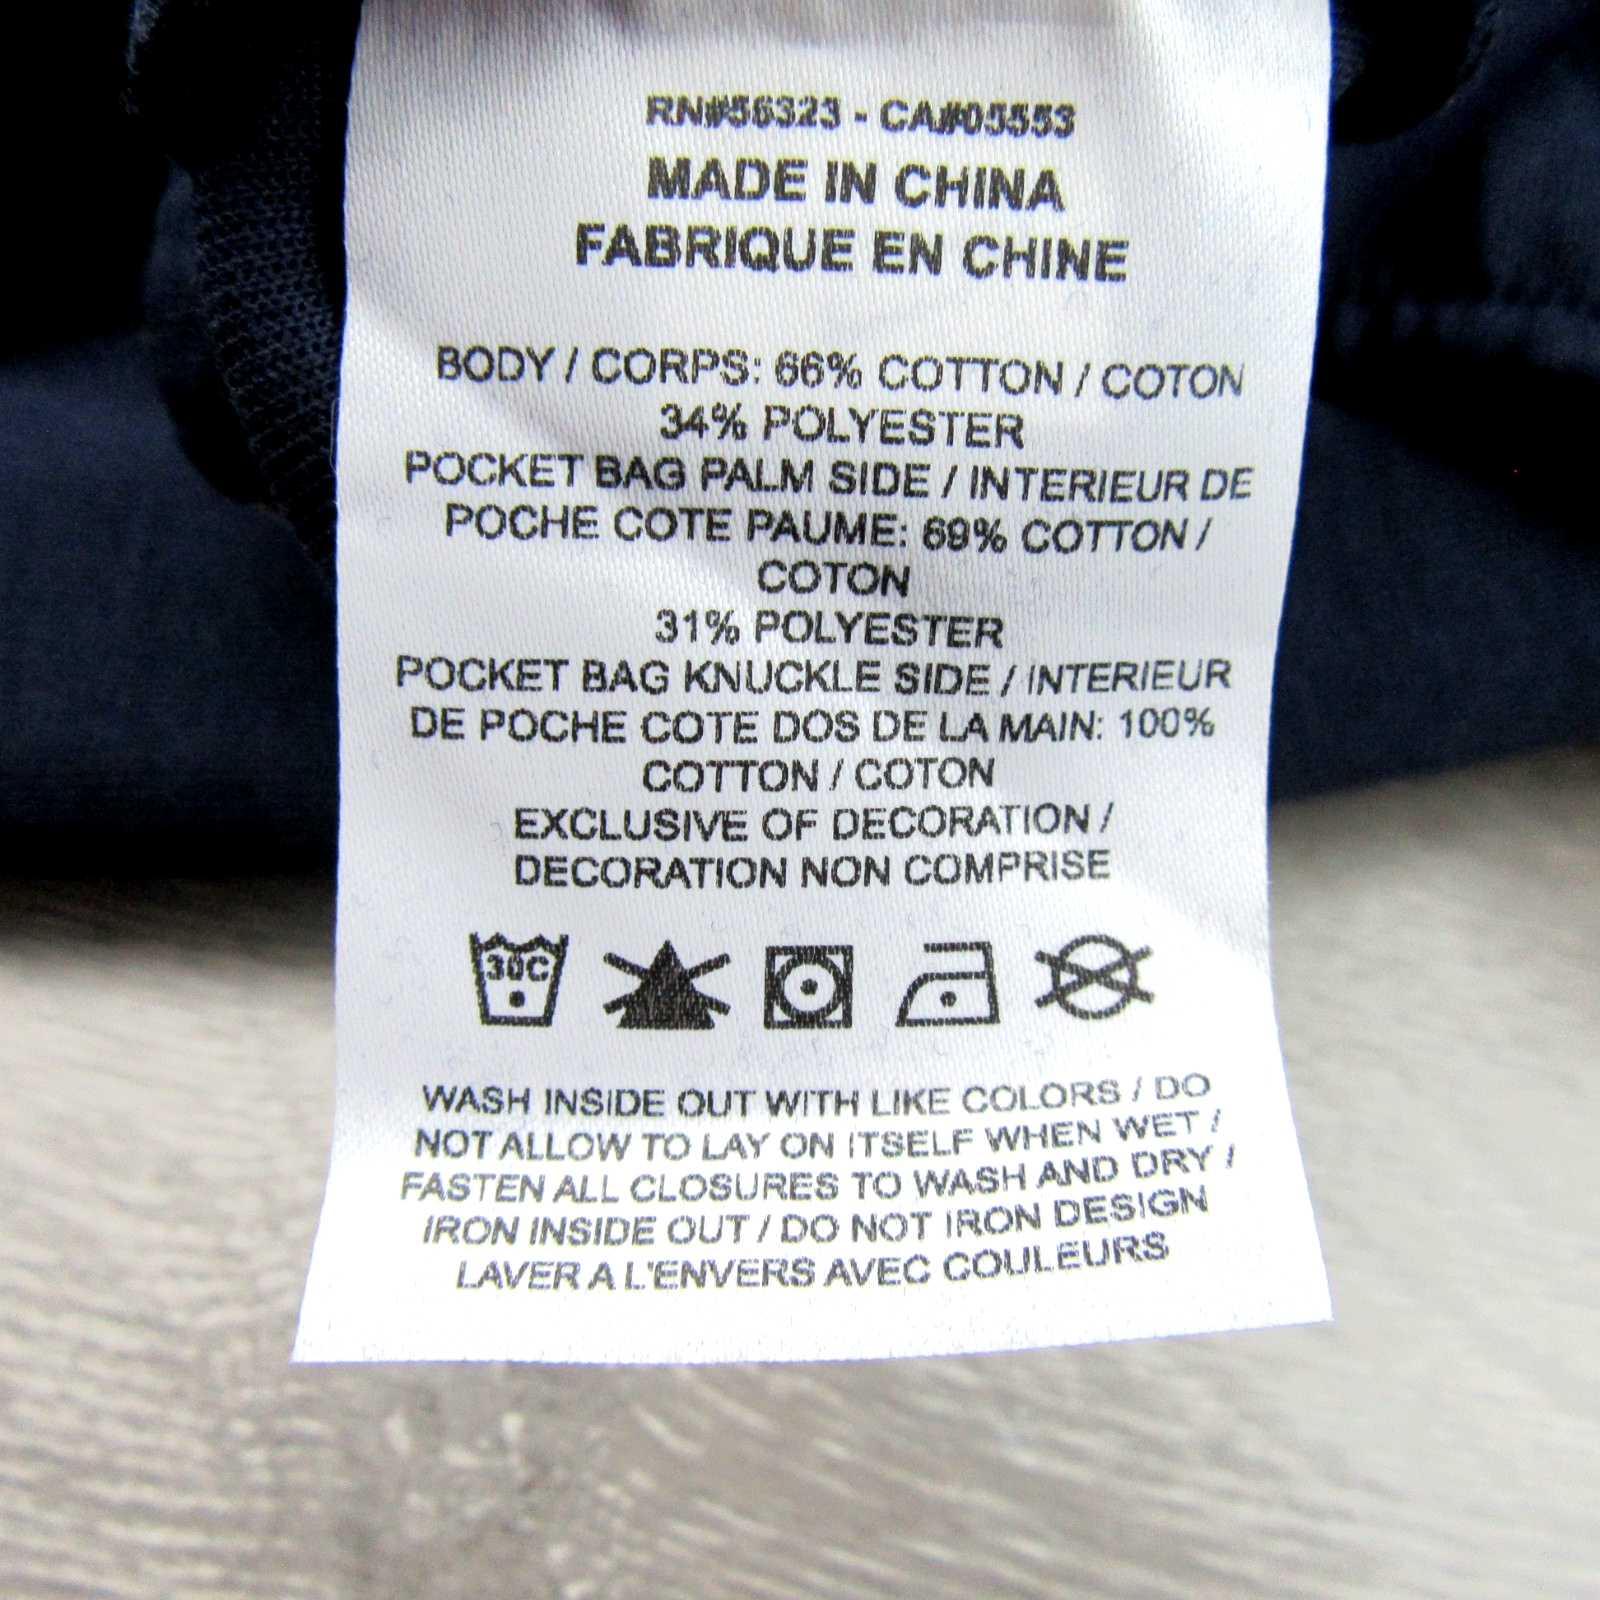 RN#56323 - CA#05553
MADE IN CHINA
FABRIQUE EN CHINE
BODY / CORPS: 66% COTTON / COTON
34% POLYESTER
POCKET BAG PALM SIDE / INTERIEUR DE
POCHE COTE PAUME: 69% COTTON /
COTON
31% POLYESTER
POCKET BAG KNUCKLE SIDE / INTERIEUR
DE POCHE COTE DOS DE LA MAIN: 100%
COTTON / COTON
EXCLUSIVE OF DECORATION /
DECORATION NON COMPRISE
30C
WASH INSIDE OUT WITH LIKE COLORS / DO
NOT ALLOW TO LAY ON ITSELF WHEN WET /
FASTEN ALL CLOSURES TO WASH AND DRY /
IRON INSIDE OUT / DO NOT IRON DESIGN
LAVER A L'ENVERS AVEC COULEURS